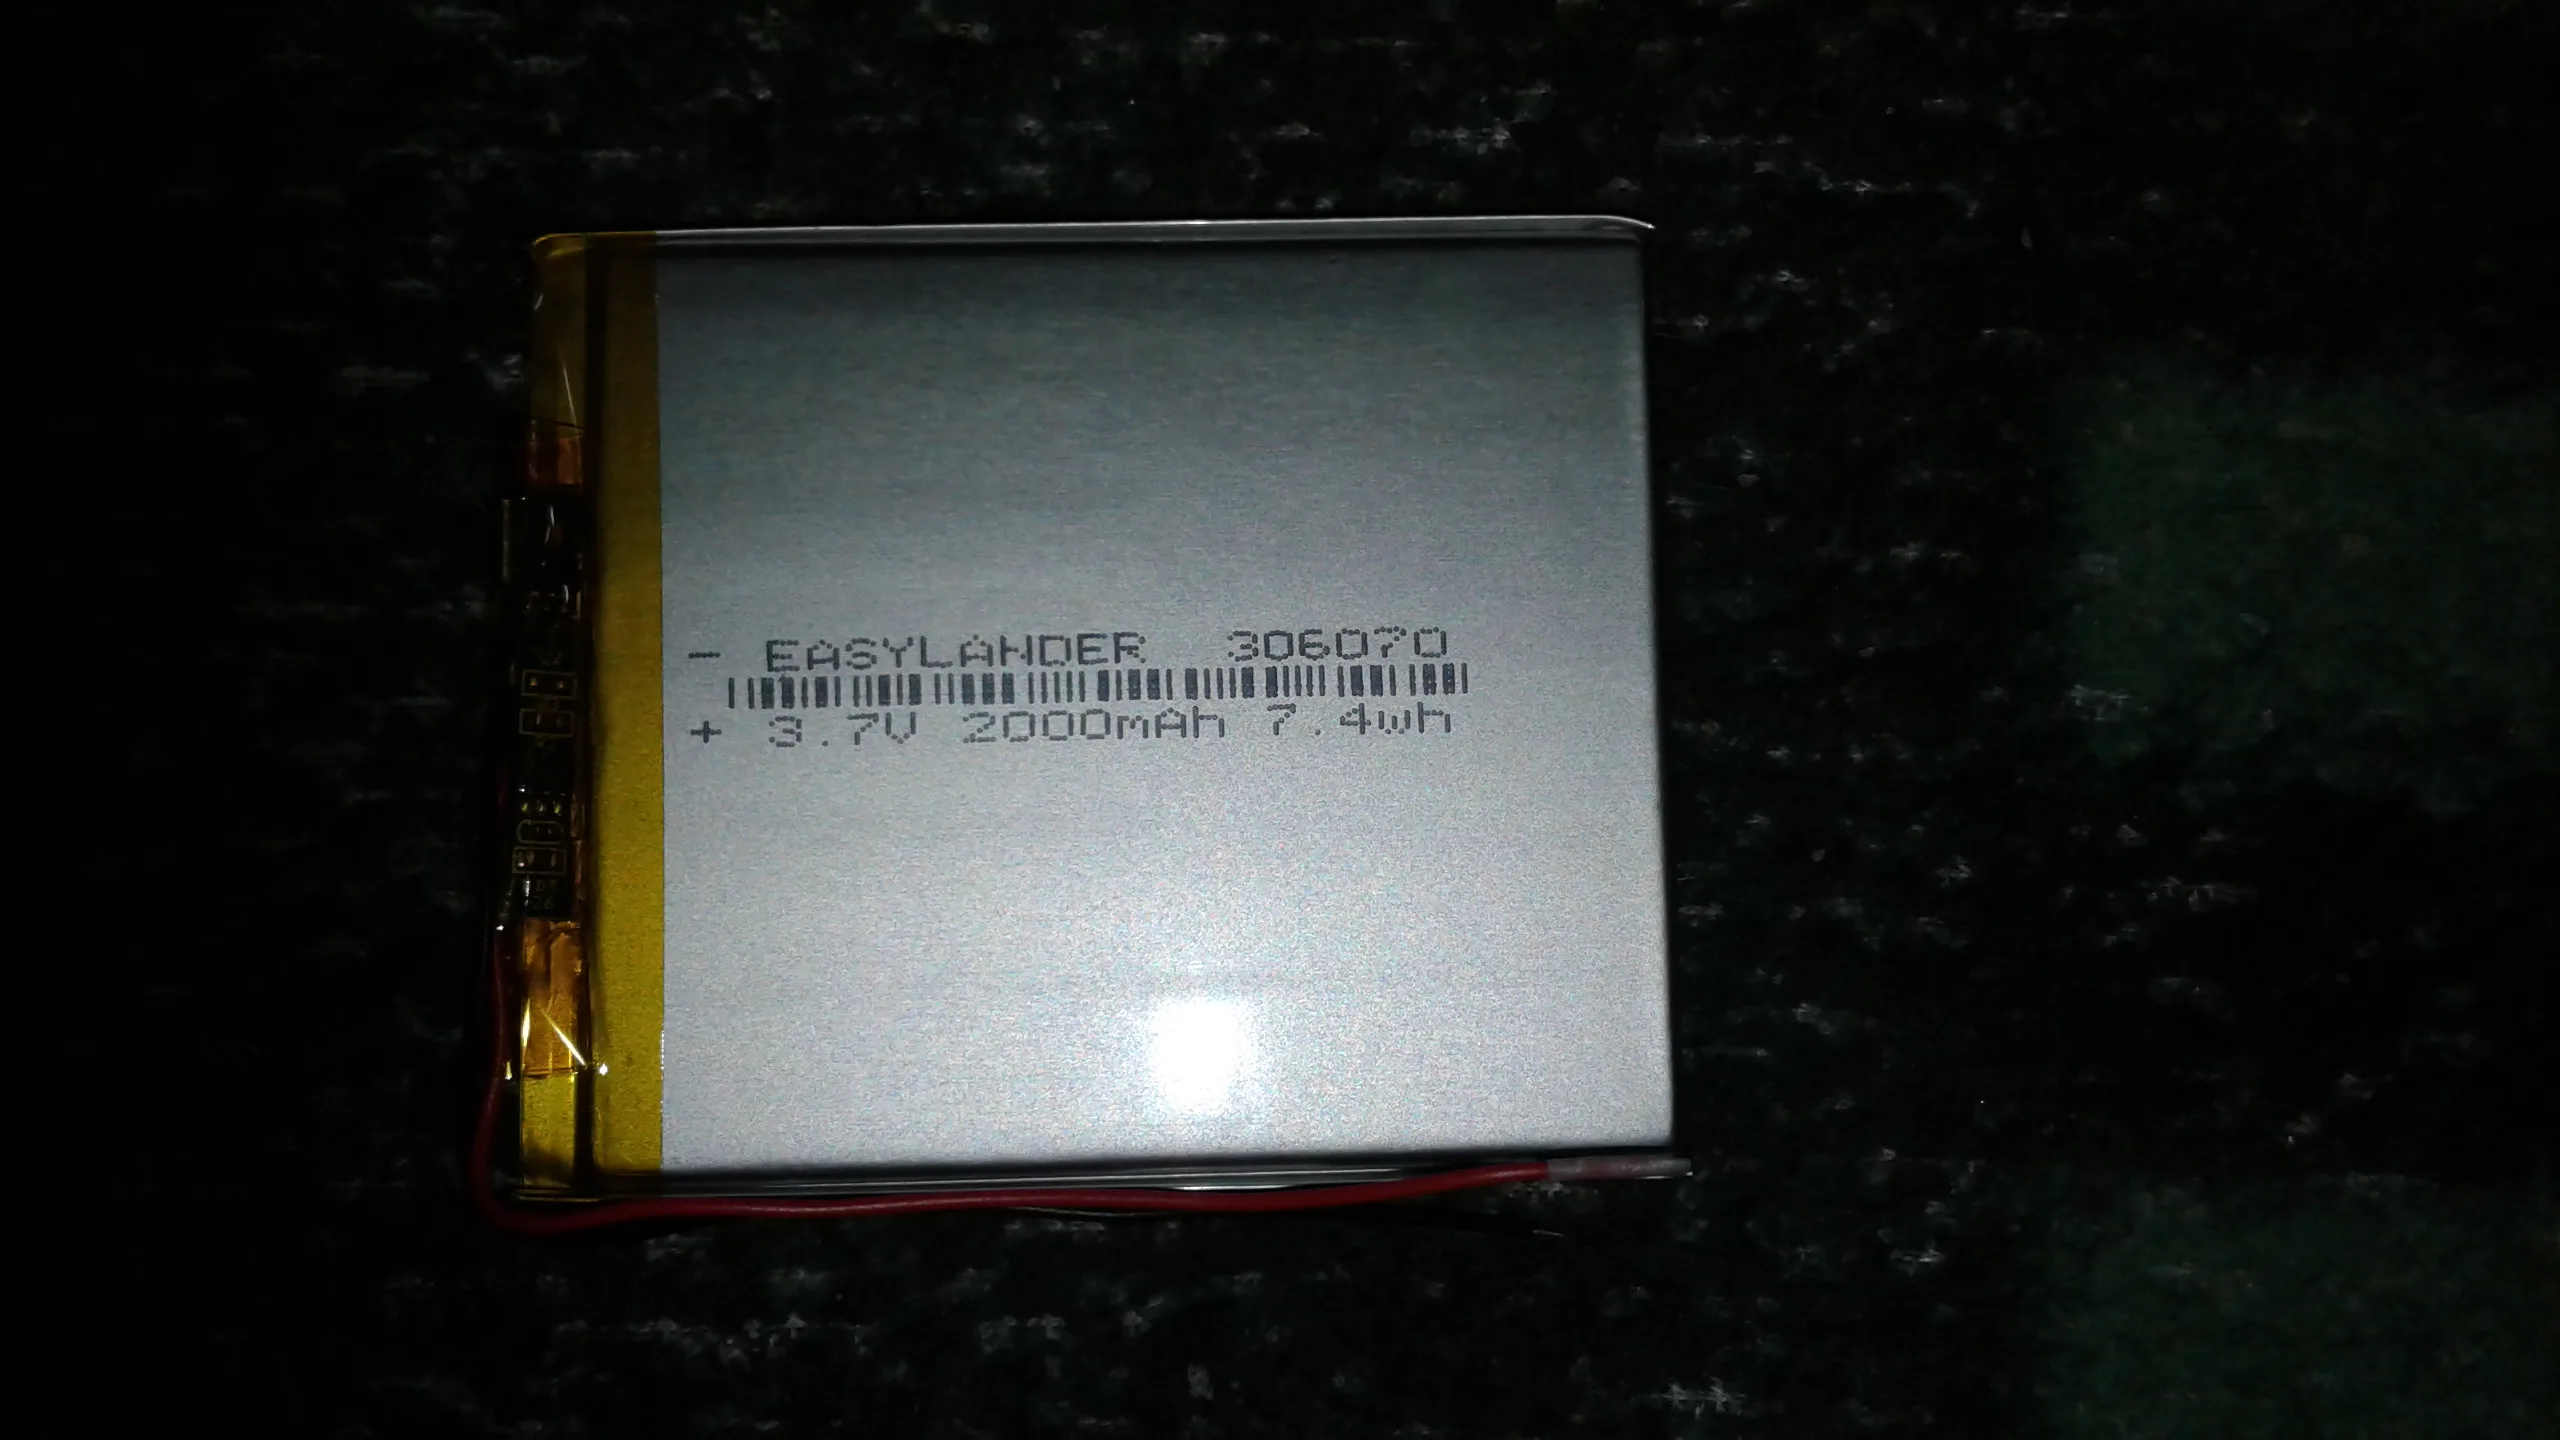 - EASYLANDER 306070
+ 3.7V 2000mAh 7.4wh